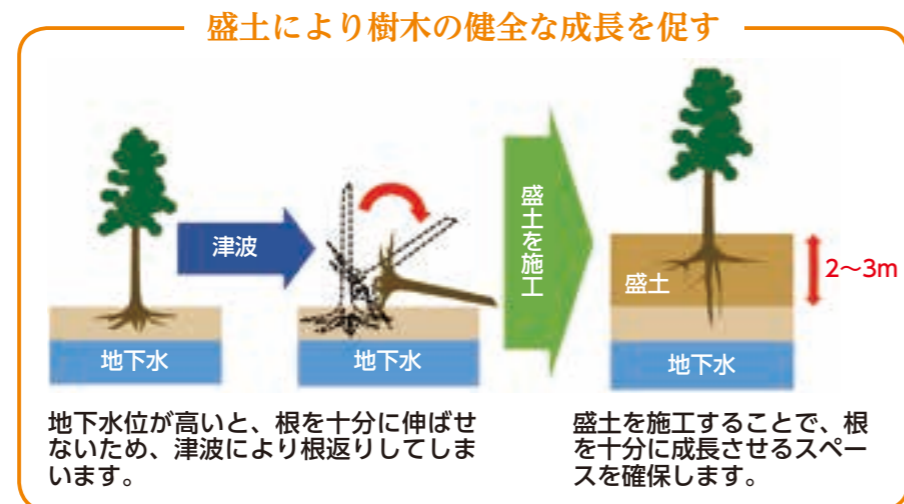 盛土により樹木の健全な成長を促す
津波
地下水
地下水
盛土を施工
盛土
2〜3m
地下水
地下水位が高いと、根を十分に伸ばせ
ないため、津波により根返りしてしま
います。
盛土を施工することで、根
を十分に成長させるスペー
スを確保します。